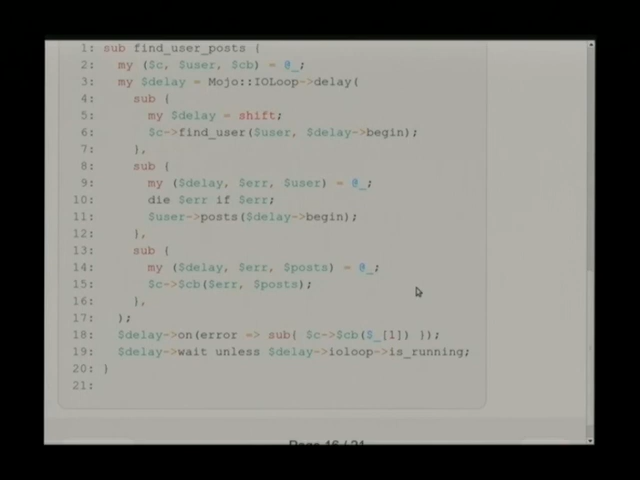 1: sub find_user_posts {
2:   my ($c, $user, $cb) = @_;
3:   my $delay = Mojo::IOLoop->delay(
4:     sub {
5:       my $delay = shift;
6:       $c->find_user($user, $delay->begin);
7:     },
8:     sub {
9:       my ($delay, $err, $user) = @_;
10:       die $err if $err;
11:       $user->posts($delay->begin);
12:     },
13:     sub {
14:       my ($delay, $err, $posts) = @_;
15:       $c->$cb($err, $posts);
16:     },
17:   );
18:   $delay->on(error => sub{ $c->$cb($_[1]) });
19:   $delay->wait unless $delay->ioloop->is_running;
20: }
21:
Page 16 / 21